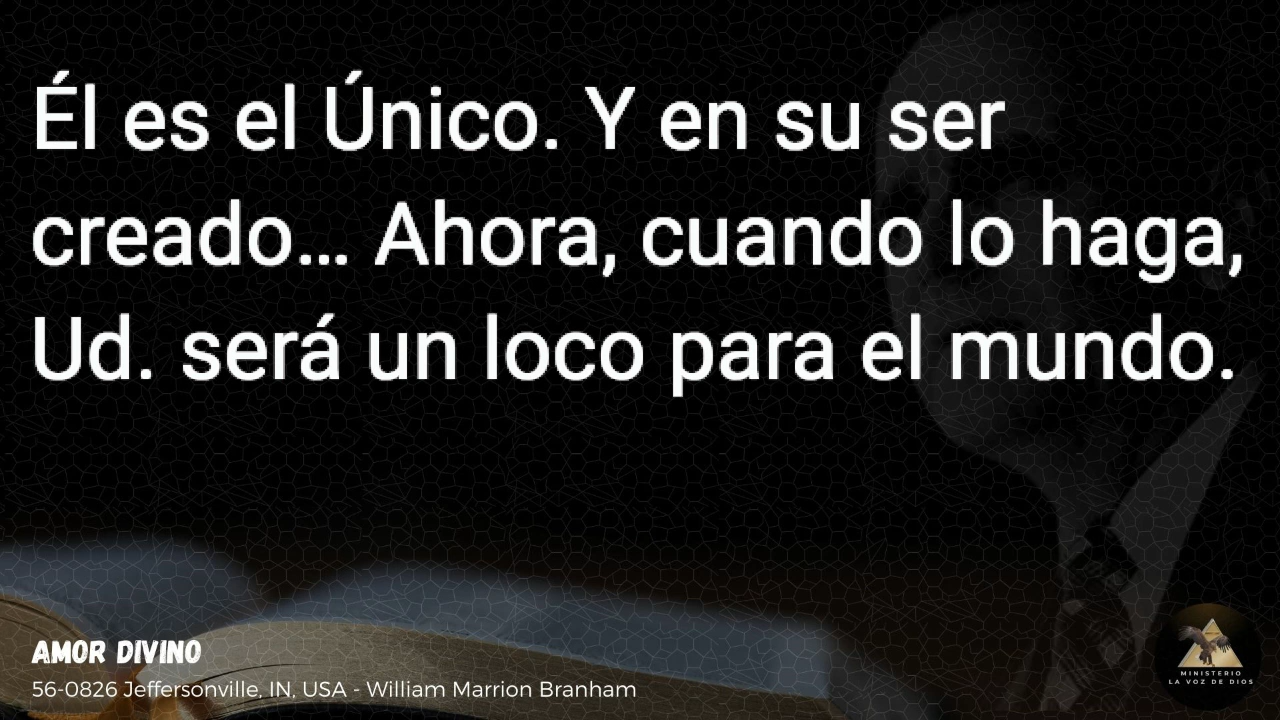 Él es el Único. Y en su ser
creado... Ahora, cuando lo haga,
Ud. será un loco para el mundo.
AMOR DIVINO
56-0826 Jeffersonville, IN, USA - William Marrion Branham
MINISTERIO
LA VOZ DE DIOS